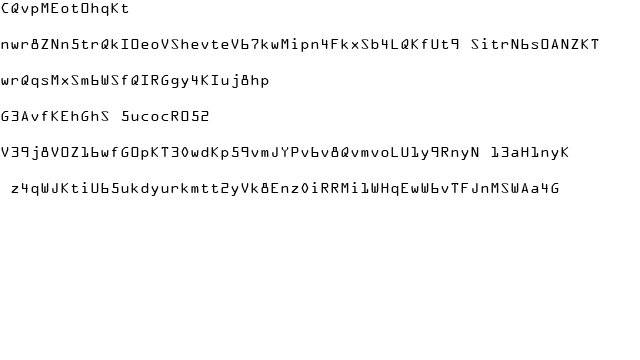 CQvpMEotOhqKt
nwr8ZNn5trQkIOeoVShevteV67kwMipn4FkxSb4LQKfUt9 SitrN6sOANZKT
wrQqsMxSm6WSfQIRGgy4KIuj8hp
G3AvfKEhGhS 5ucocRO52
V39j8VOZ16wfGOpKT30wdKp59vmJYPv6v8QvmvoLU1y9RnyN 13aH1nyK
z4qWJKtiU65ukdyurkmtt2yVk8Enz0iRRMi1WHqEwW6vTFJnMSWAa4G